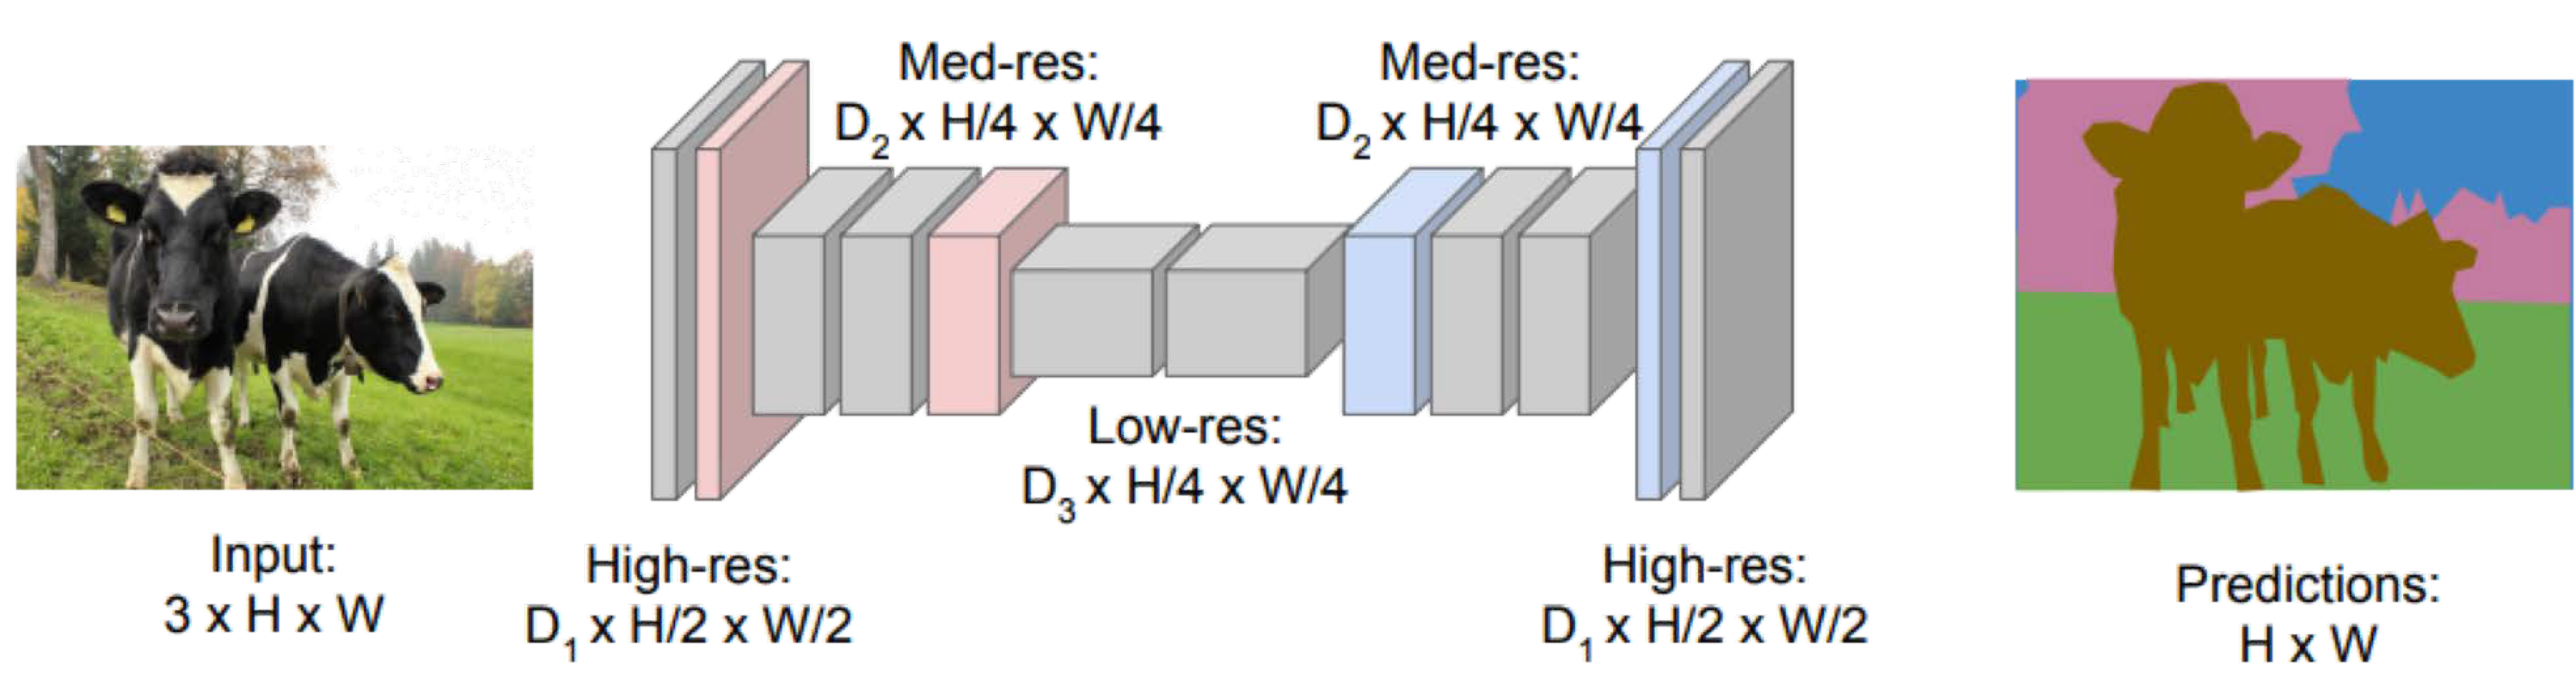 Med-res:
D₂ x H/4 x W/4
Med-res:
D₂ x H/4 x W/4
Low-res:
D₃ x H/4 x W/4
Input:
3 x H x W
High-res:
D₁ x H/2 x W/2
High-res:
D₁ x H/2 x W/2
Predictions:
H x W